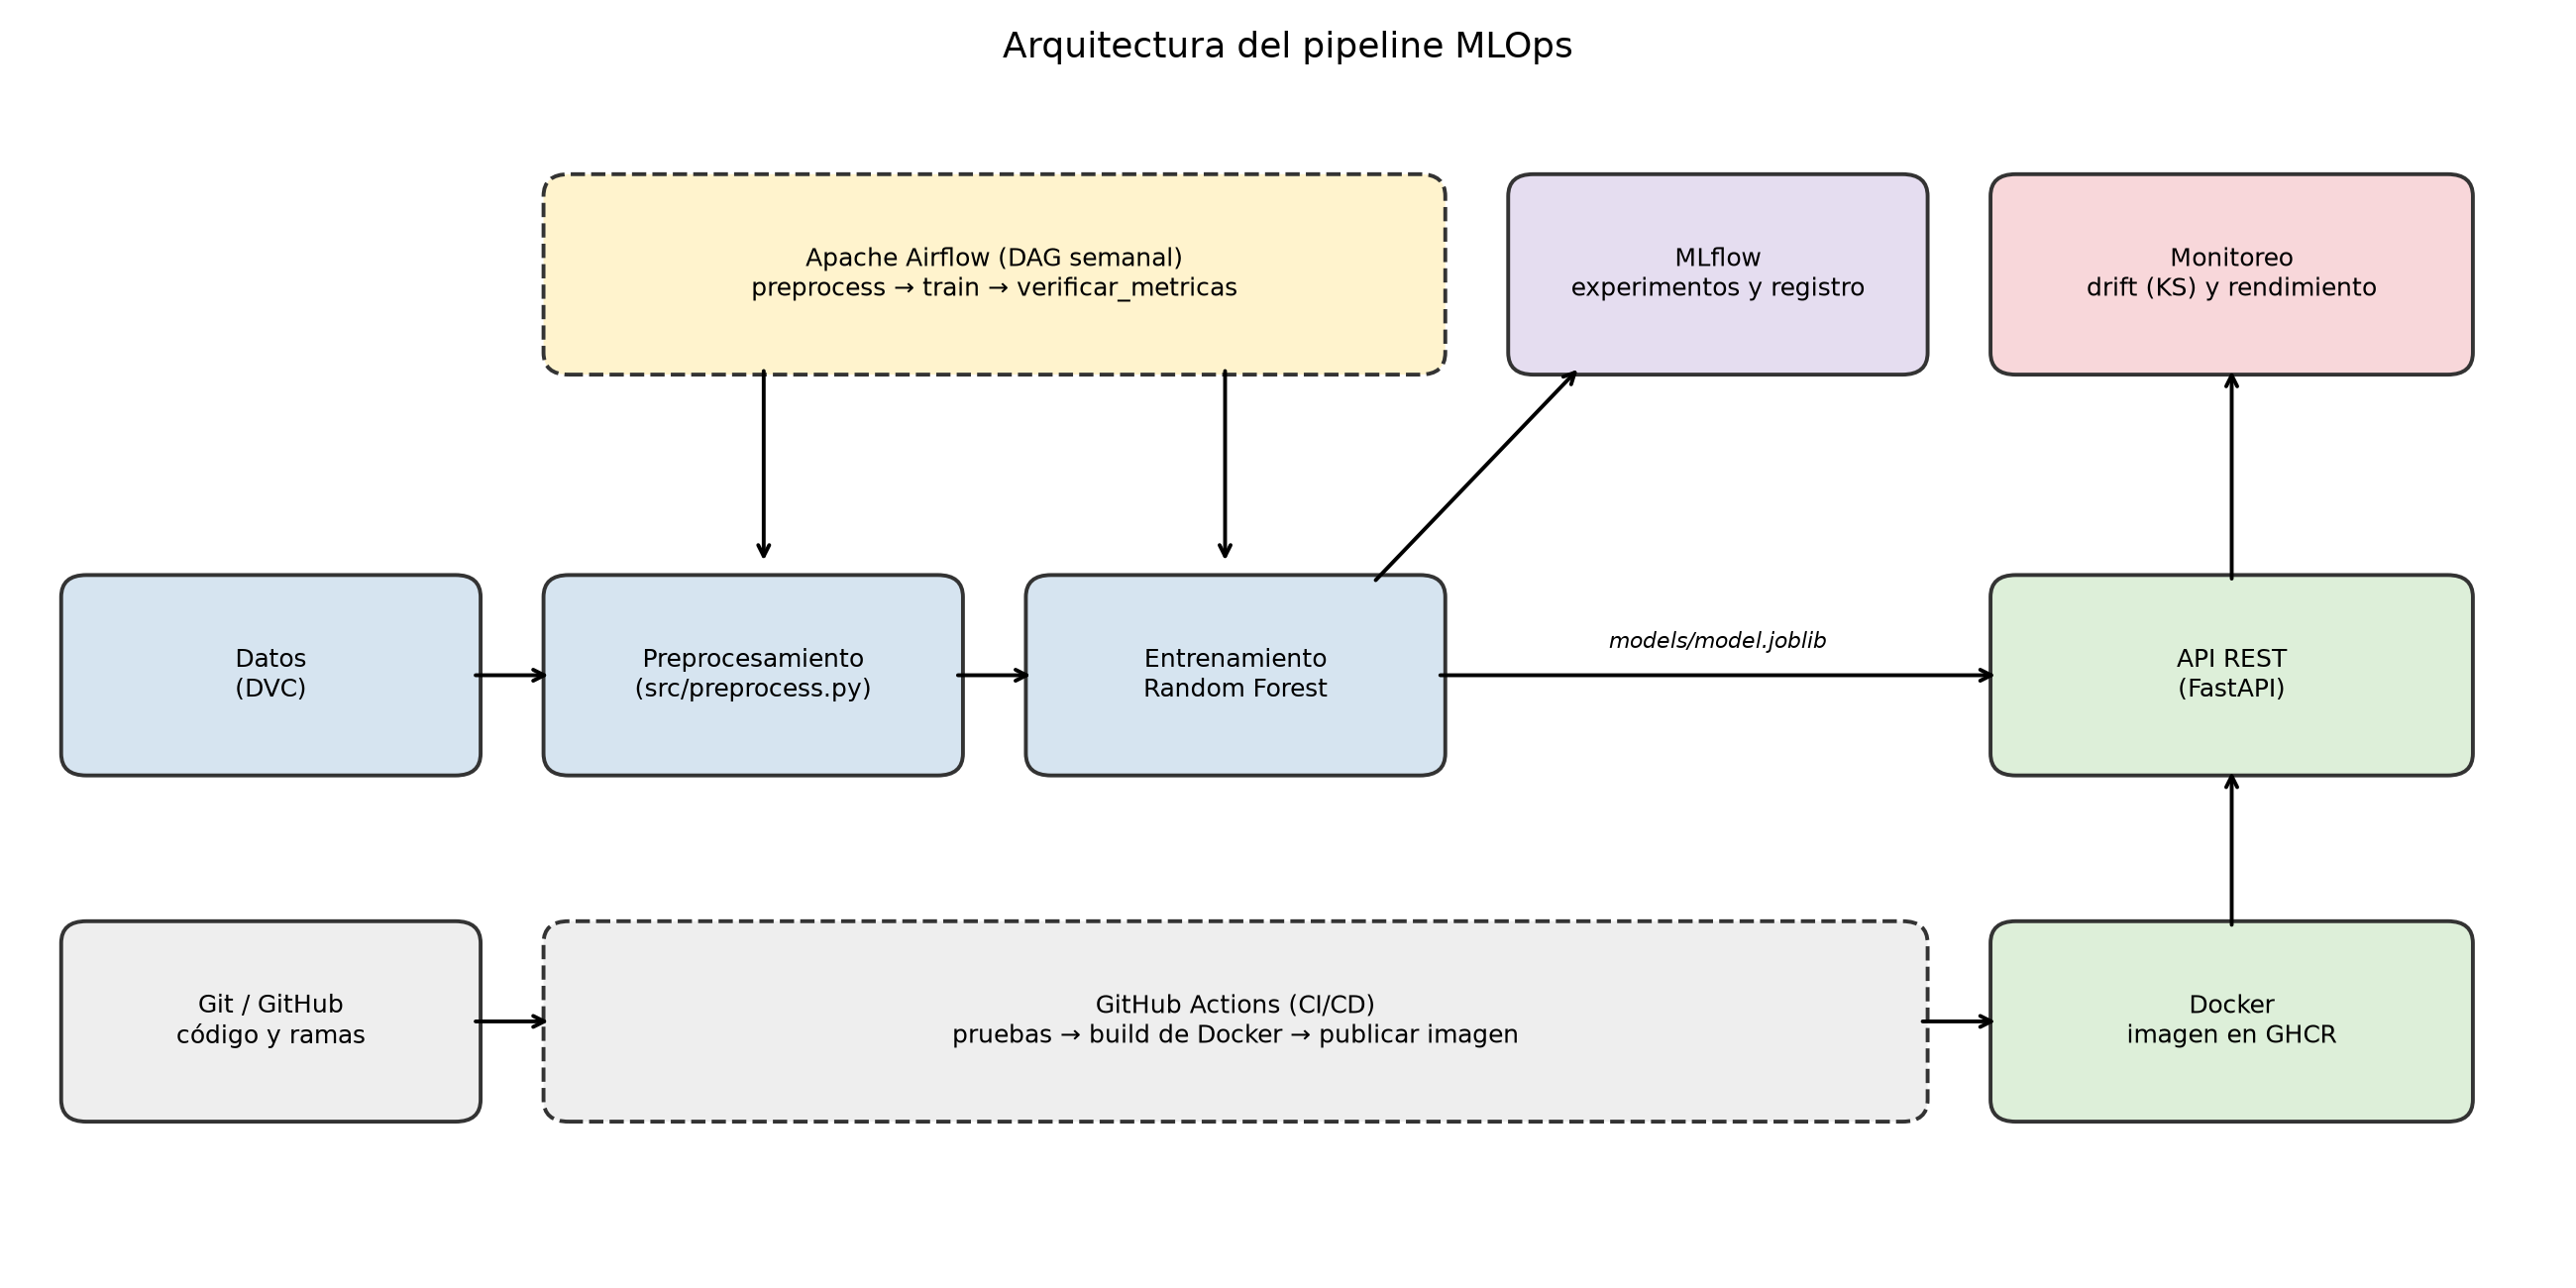 Arquitectura del pipeline MLOps
Apache Airflow (DAG semanal)
preprocess → train → verificar_metricas
MLflow
experimentos y registro
Monitoreo
drift (KS) y rendimiento
Datos
(DVC)
Preprocesamiento
(src/preprocess.py)
Entrenamiento
Random Forest
models/model.joblib
API REST
(FastAPI)
Git / GitHub
código y ramas
GitHub Actions (CI/CD)
pruebas → build de Docker → publicar imagen
Docker
imagen en GHCR